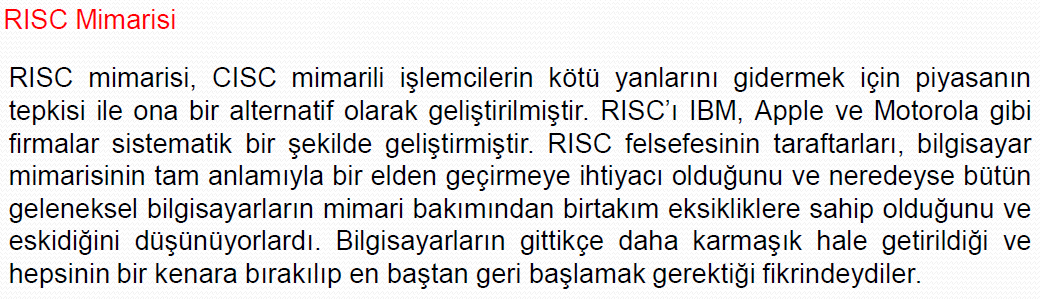 RISC Mimarisi
RISC mimarisi, CISC mimarili işlemcilerin kötü yanlarını gidermek için piyasanın
tepkisi ile ona bir alternatif olarak geliştirilmiştir. RISC’ı IBM, Apple ve Motorola gibi
firmalar sistematik bir şekilde geliştirmiştir. RISC felsefesinin taraftarları, bilgisayar
mimarisinin tam anlamıyla bir elden geçirmeye ihtiyacı olduğunu ve neredeyse bütün
geleneksel bilgisayarların mimari bakımından birtakım eksikliklere sahip olduğunu ve
eskidiğini düşünüyorlardı. Bilgisayarların gittikçe daha karmaşık hale getirildiği ve
hepsinin bir kenara bırakılıp en baştan geri başlamak gerektiği fikrindeydiler.